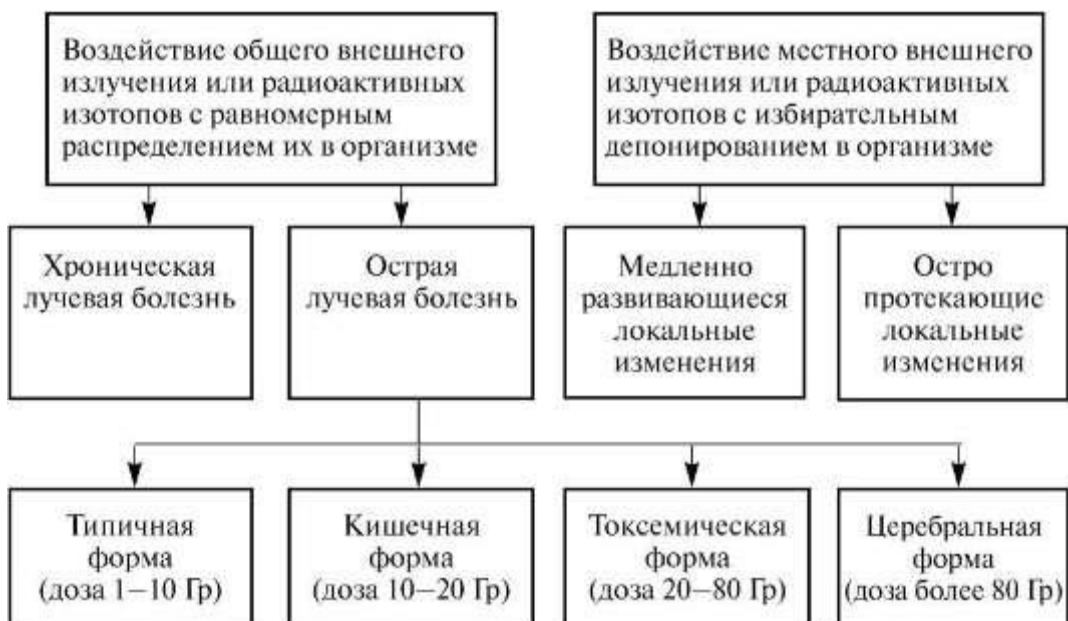 Воздействие общего внешнего
излучения или радиоактивных
изотопов с равномерным
распределением их в организме
Воздействие местного внешнего
излучения или радиоактивных
изотопов с избирательным
депонированием в организме
Хроническая
лучевая болезнь
Острая
лучевая болезнь
Медленно
развивающиеся
локальные
изменения
Остро
протекающие
локальные
изменения
Типичная
форма
(доза 1—10 Гр)
Кишечная
форма
(доза 10—20 Гр)
Токсемическая
форма
(доза 20—80 Гр)
Церебральная
форма
(доза более 80 Гр)